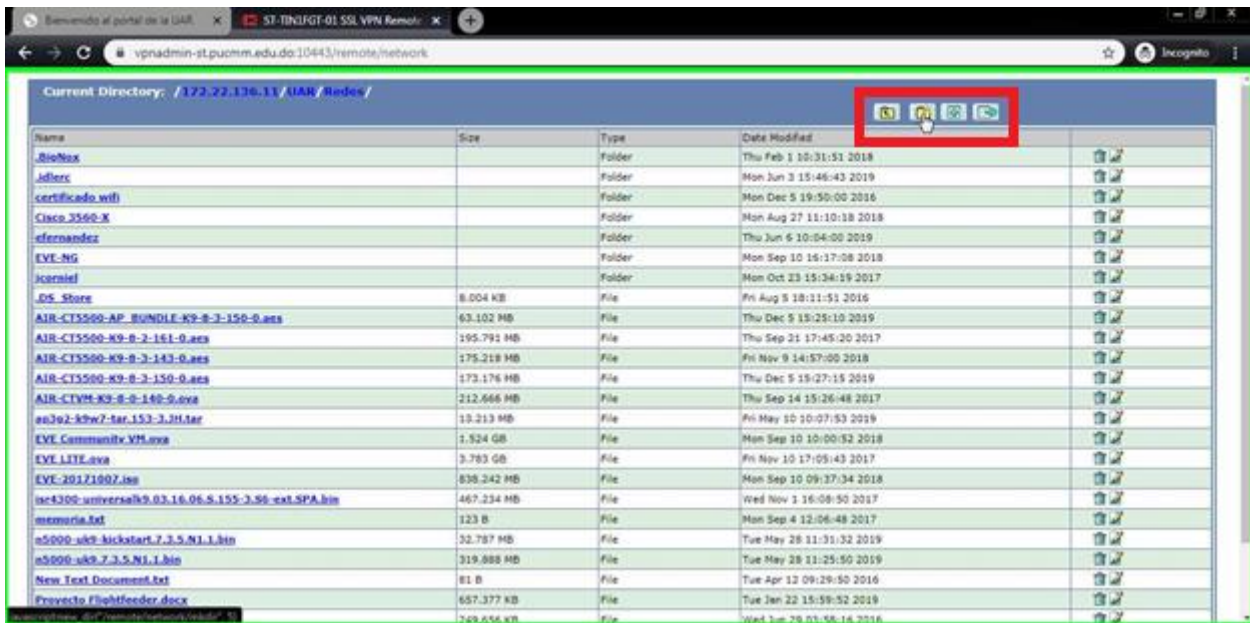 Bienvenido al portal de la UAR
ST-TIN1FGT-01 SSL VPN Remote
vpnadmin-st.pucmm.edu.do:10443/remote/network
Incognito
Current Directory: /172.22.136.11/UAR/Redes/
Name Size Type Date Modified
.BioNox Folder Thu Feb 1 10:31:51 2018
.idlerc Folder Mon Jun 3 15:46:43 2019
certificado wifi Folder Mon Dec 5 19:50:00 2016
Cisco 3560-X Folder Mon Aug 27 11:10:18 2018
efernandez Folder Thu Jun 6 10:04:00 2019
EVE-NG Folder Mon Sep 10 16:17:08 2018
jcorniel Folder Mon Oct 23 15:34:19 2017
.DS_Store 8.004 KB File Fri Aug 5 18:11:51 2016
AIR-CT5500-AP_BUNDLE-K9-8-3-150-0.aes 63.102 MB File Thu Dec 5 15:25:10 2019
AIR-CT5500-K9-8-2-161-0.aes 195.791 MB File Thu Sep 21 17:45:20 2017
AIR-CT5500-K9-8-3-143-0.aes 175.218 MB File Fri Nov 9 14:57:00 2018
AIR-CT5500-K9-8-3-150-0.aes 173.176 MB File Thu Dec 5 15:27:15 2019
AIR-CTVM-K9-8-0-140-0.ova 212.666 MB File Thu Sep 14 15:26:48 2017
ap3g2-k9w7-tar.153-3.JH.tar 13.213 MB File Fri May 10 10:07:53 2019
EVE Community VM.ova 1.524 GB File Mon Sep 10 10:00:52 2018
EVE LITE.ova 3.783 GB File Fri Nov 10 17:05:43 2017
EVE-20171007.iso 838.242 MB File Mon Sep 10 09:37:34 2018
isr4300-universalk9.03.16.06.S.155-3.S6-ext.SPA.bin 467.234 MB File Wed Nov 1 16:08:50 2017
memoria.txt 123 B File Mon Sep 4 12:06:48 2017
n5000-uk9-kickstart.7.3.5.N1.1.bin 32.787 MB File Tue May 28 11:31:32 2019
n5000-uk9.7.3.5.N1.1.bin 319.888 MB File Tue May 28 11:25:50 2019
New Text Document.txt 81 B File Tue Apr 12 09:29:50 2016
Proyecto Flightfeeder.docx 657.377 KB File Tue Jan 22 15:59:52 2019
749.656 KB File Wed Jun 29 03:58:16 2016